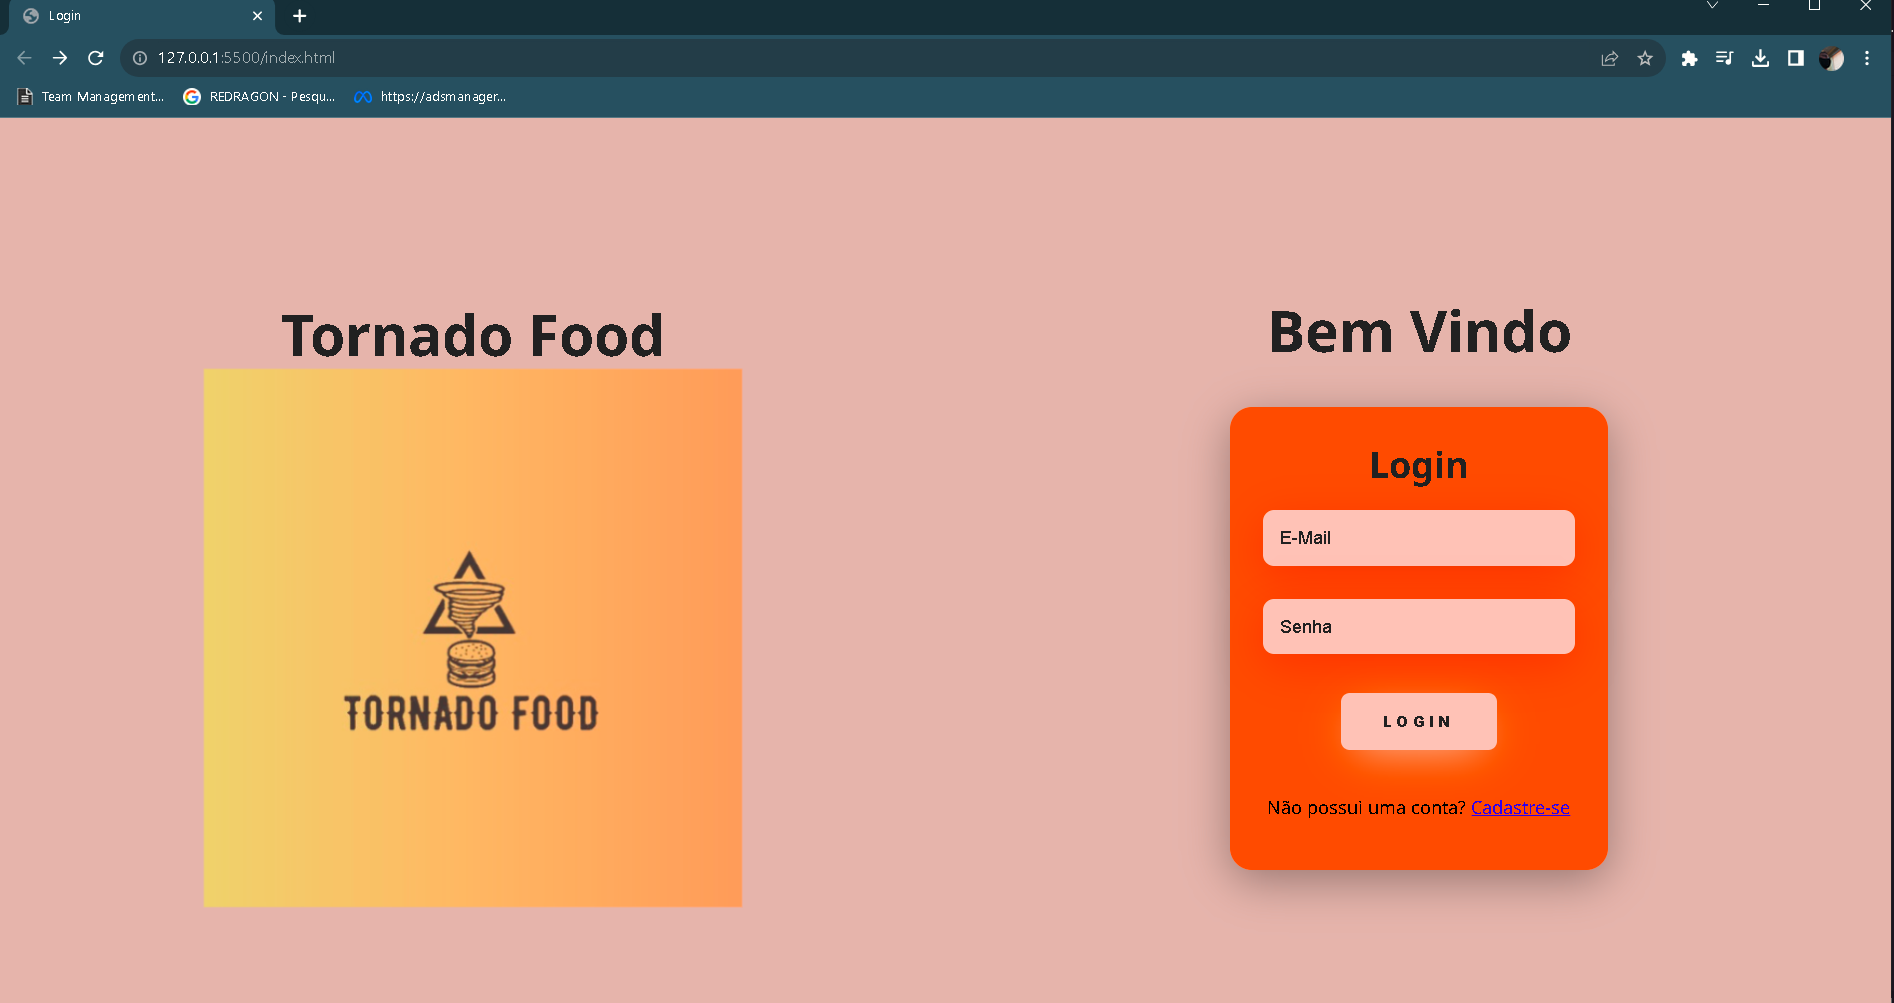 Login
127.0.0.1:5500/index.html
Team Management...
REDRAGON - Pesqu...
https://adsmanager...
Tornado Food
TORNADO FOOD
Bem Vindo
Login
E-Mail
Senha
LOGIN
Não possui uma conta? Cadastre-se